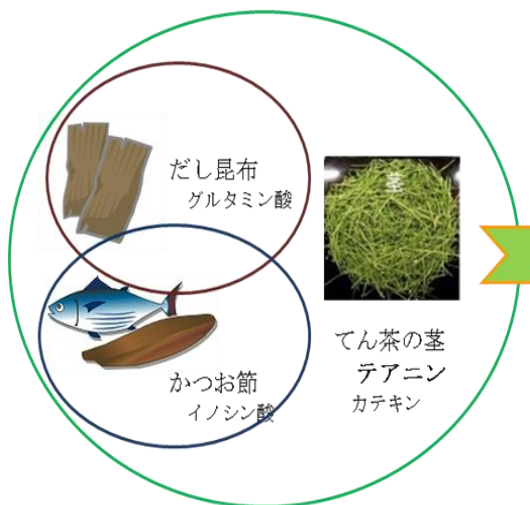 だし昆布
グルタミン酸
茎
かつお節
イノシン酸
てん茶の茎
テアニン
カテキン